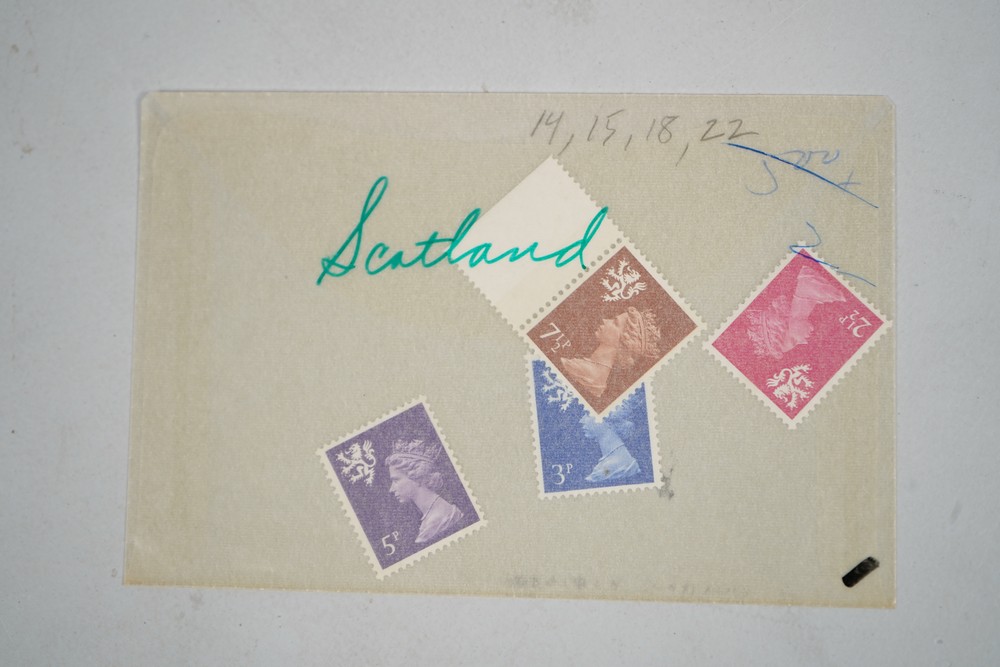 14, 15, 18, 22
Scotland
7½P
2½P
3P
5P